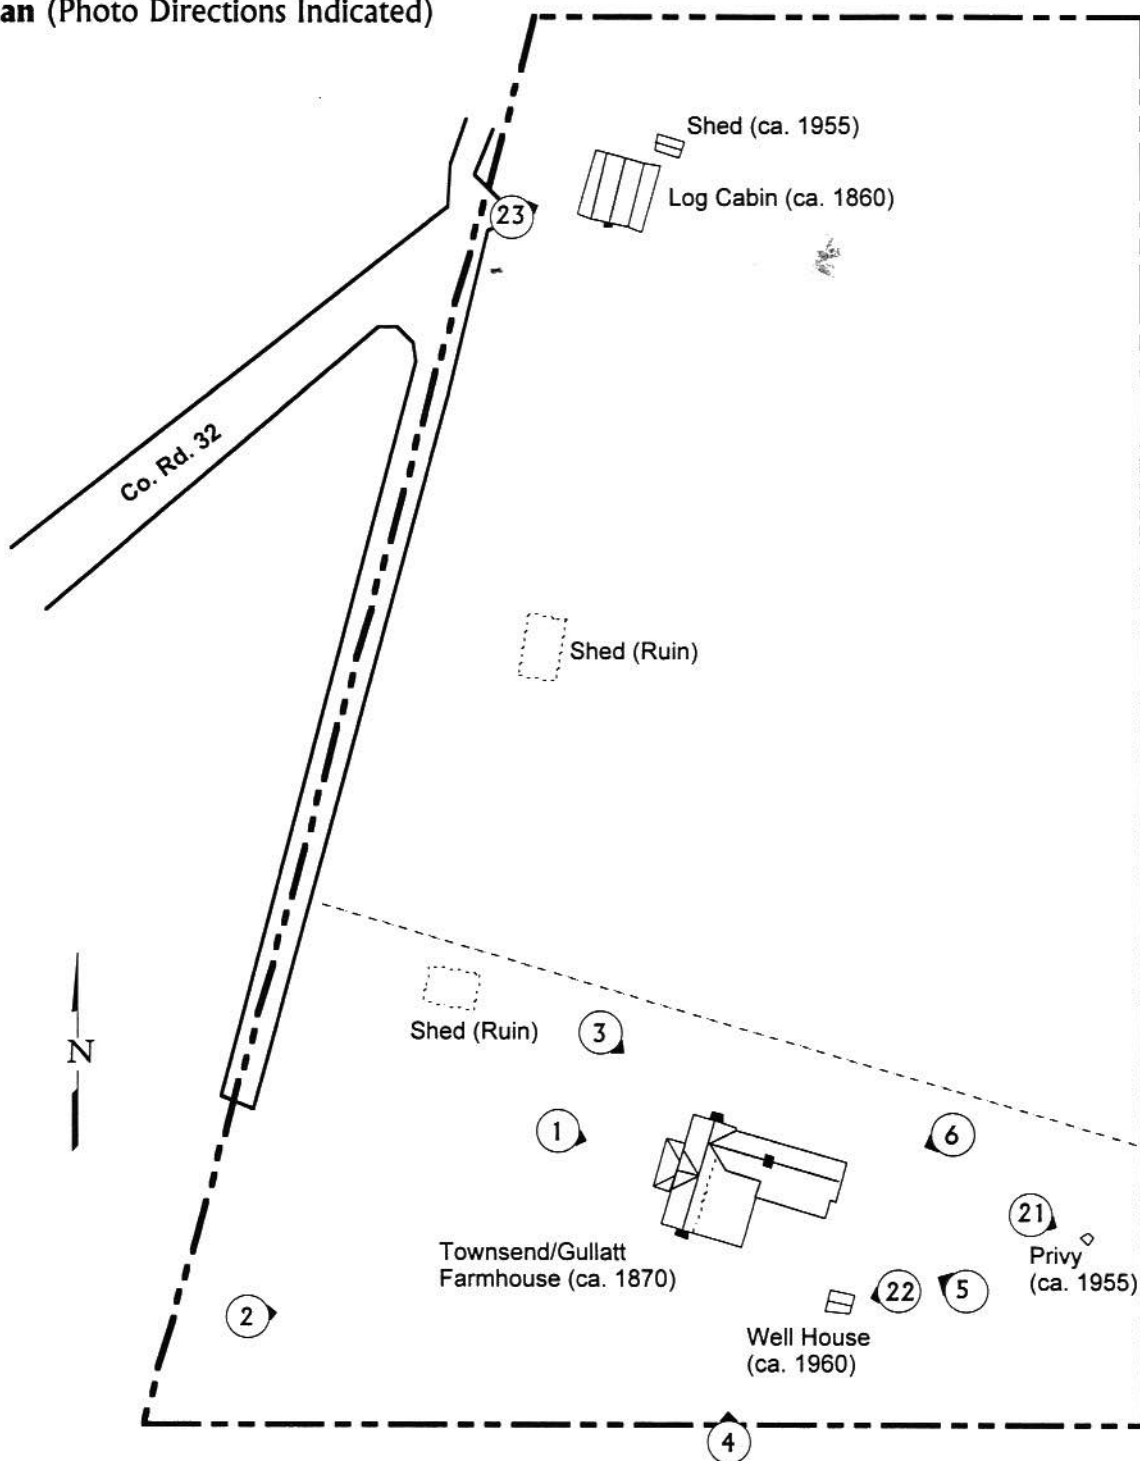 an (Photo Directions Indicated)
Shed (ca. 1955)
Log Cabin (ca. 1860)
23
Co. Rd. 32
Shed (Ruin)
Shed (Ruin)
3
N
1
6
21
Townsend/Gullatt
Farmhouse (ca. 1870)
Privy
(ca. 1955)
2
22
5
Well House
(ca. 1960)
4